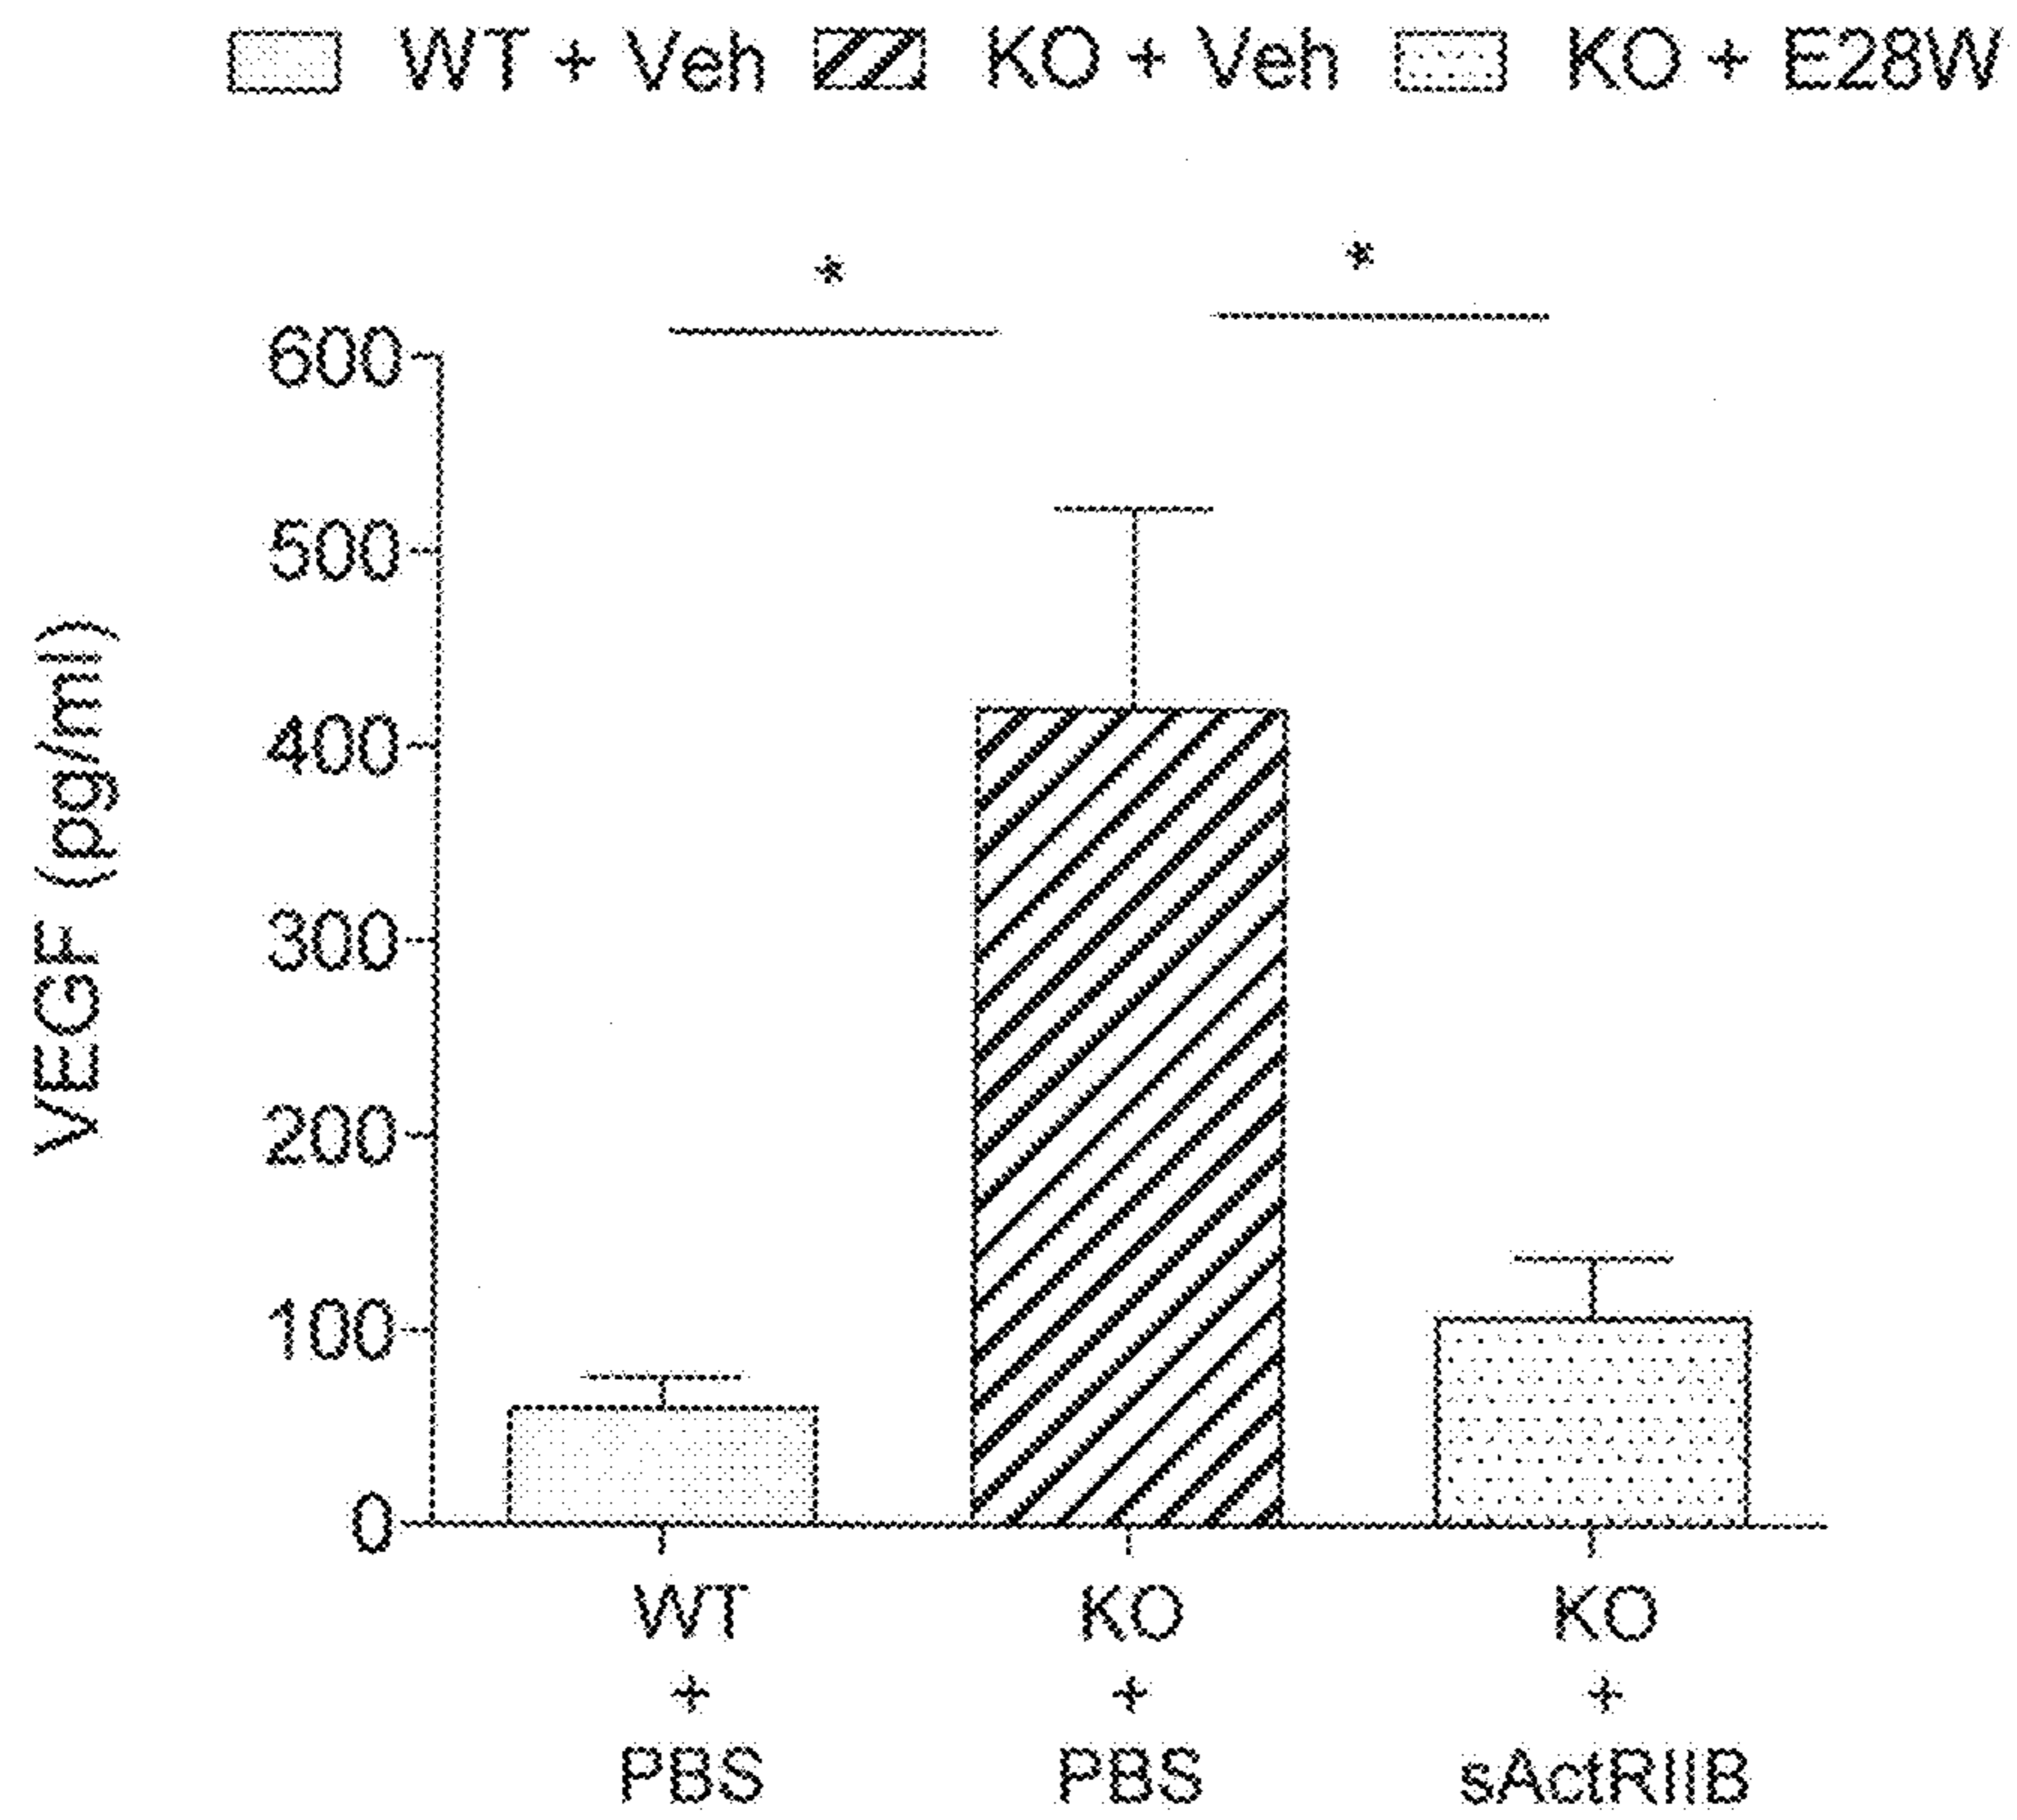 WT + Veh KO + Veh KO + E28W
* *
VEGF (pg/ml)
600
500
400
300
200
100
0
WT + PBS
KO + PBS
KO + sActRIIB